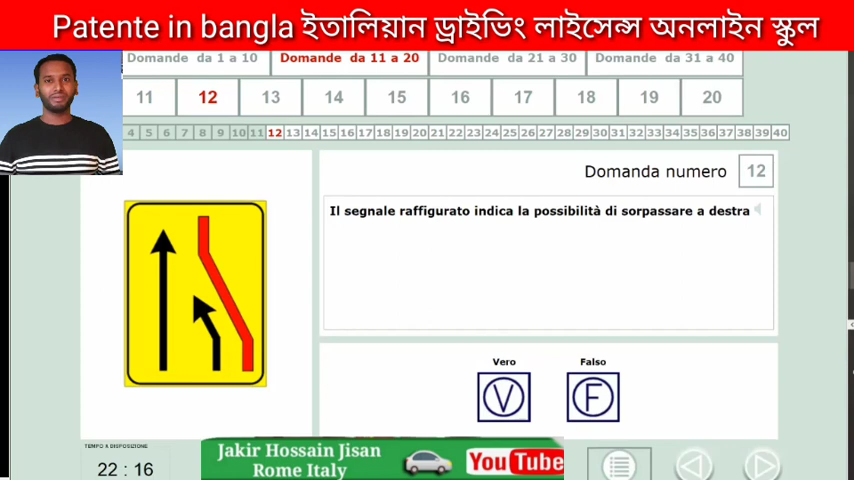 Patente in bangla ইতালিয়ান ড্রাইভিং লাইসেন্স অনলাইন স্কুল
Domande da 1 a 10 Domande da 11 a 20 Domande da 21 a 30 Domande da 31 a 40
11 12 13 14 15 16 17 18 19 20
4 5 6 7 8 9 10 11 12 13 14 15 16 17 18 19 20 21 22 23 24 25 26 27 28 29 30 31 32 33 34 35 36 37 38 39 40
Domanda numero 12
Il segnale raffigurato indica la possibilità di sorpassare a destra
Vero Falso
V F
TEMPO A DISPOSIZIONE
22 : 16
Jakir Hossain Jisan
Rome Italy
YouTube